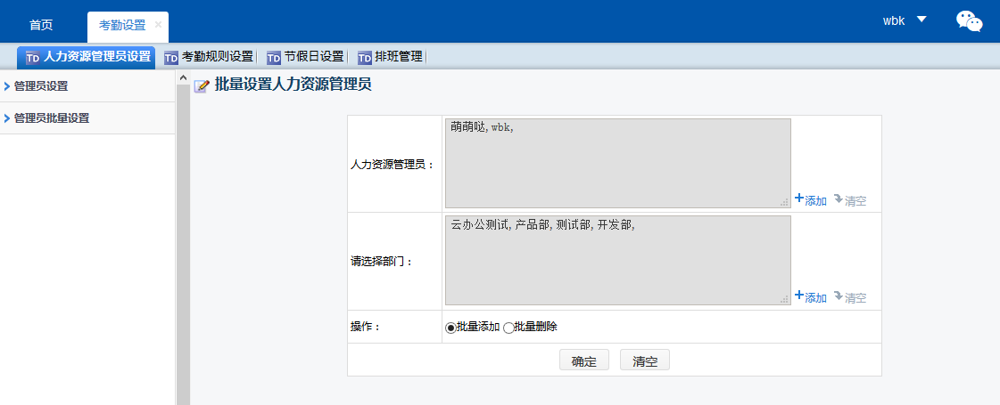 首页
考勤设置 ×
wbk
TD 人力资源管理员设置 TD 考勤规则设置 TD 节假日设置 TD 排班管理
管理员设置
管理员批量设置
批量设置人力资源管理员
人力资源管理员：
萌萌哒,wbk,
添加 清空
请选择部门：
云办公测试,产品部,测试部,开发部,
添加 清空
操作： 批量添加 批量删除
确定 清空